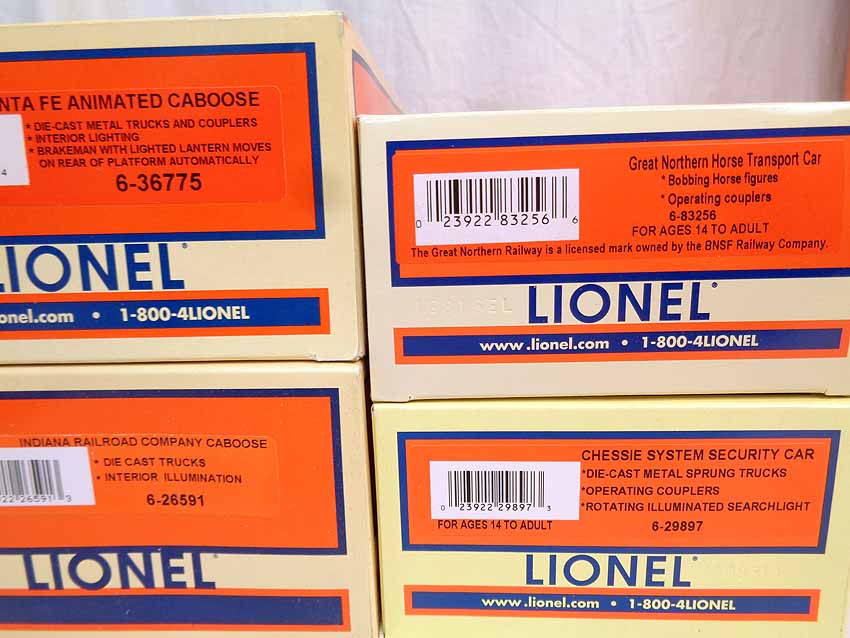 NTA FE ANIMATED CABOOSE
* DIE-CAST METAL TRUCKS AND COUPLERS
* INTERIOR LIGHTING
* BRAKEMAN WITH LIGHTED LANTERN MOVES
ON REAR OF PLATFORM AUTOMATICALLY
4
6-36775
LIONEL
onel.com • 1-800-4LIONEL
Great Northern Horse Transport Car
* Bobbing Horse figures
* Operating couplers
6-83256
FOR AGES 14 TO ADULT
0 23922 83256 6
The Great Northern Railway is a licensed mark owned by the BNSF Railway Company.
LIONEL
www.lionel.com • 1-800-4LIONEL
INDIANA RAILROAD COMPANY CABOOSE
* DIE CAST TRUCKS
* INTERIOR ILLUMINATION
6-26591
22 26591 3
LIONEL
CHESSIE SYSTEM SECURITY CAR
*DIE-CAST METAL SPRUNG TRUCKS
*OPERATING COUPLERS
*ROTATING ILLUMINATED SEARCHLIGHT
0 23922 29897 3
FOR AGES 14 TO ADULT
6-29897
LIONEL
www.lionel.com • 1-800-4LIONEL